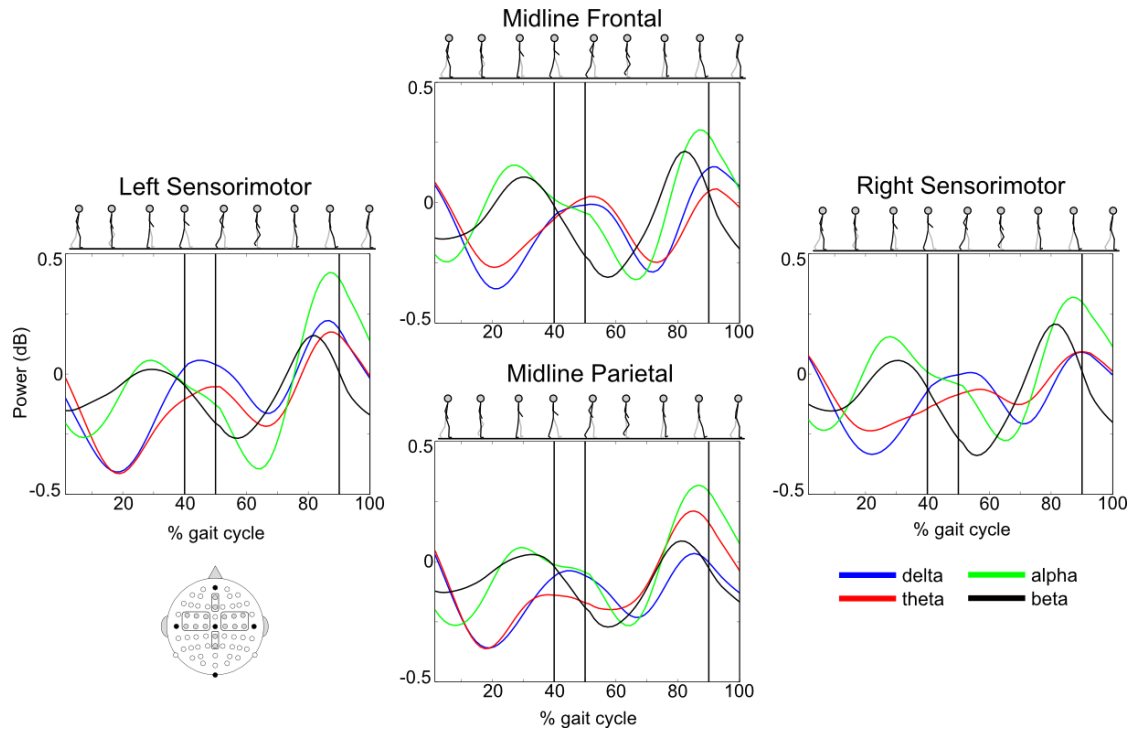 Midline Frontal
0.5
-0.5
20 40 60 80 100
Left Sensorimotor
Power (dB)
0.5
0
-0.5
20 40 60 80 100
% gait cycle
Midline Parietal
0.5
0
-0.5
20 40 60 80 100
% gait cycle
Right Sensorimotor
0.5
0
-0.5
20 40 60 80 100
% gait cycle
delta alpha
theta beta